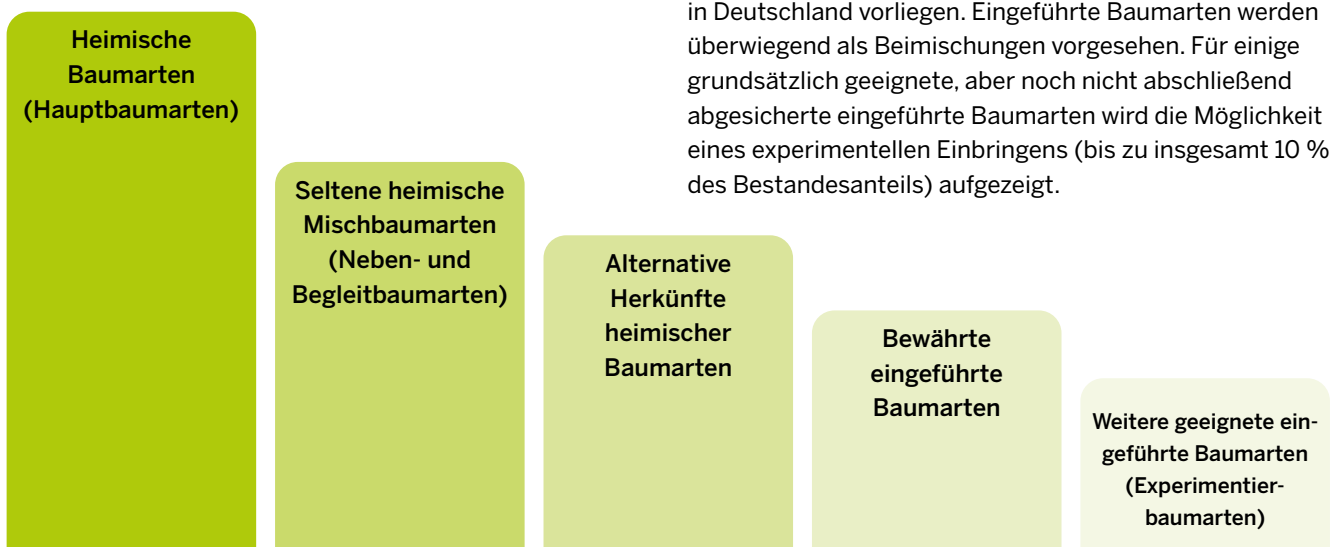 in Deutschland vorliegen. Eingeführte Baumarten werden
überwiegend als Beimischungen vorgesehen. Für einige
grundsätzlich geeignete, aber noch nicht abschließend
abgesicherte eingeführte Baumarten wird die Möglichkeit
eines experimentellen Einbringens (bis zu insgesamt 10 %
des Bestandesanteils) aufgezeigt.
Heimische
Baumarten
(Hauptbaumarten)
Seltene heimische
Mischbaumarten
(Neben- und
Begleitbaumarten)
Alternative
Herkünfte
heimischer
Baumarten
Bewährte
eingeführte
Baumarten
Weitere geeignete ein-
geführte Baumarten
(Experimentier-
baumarten)